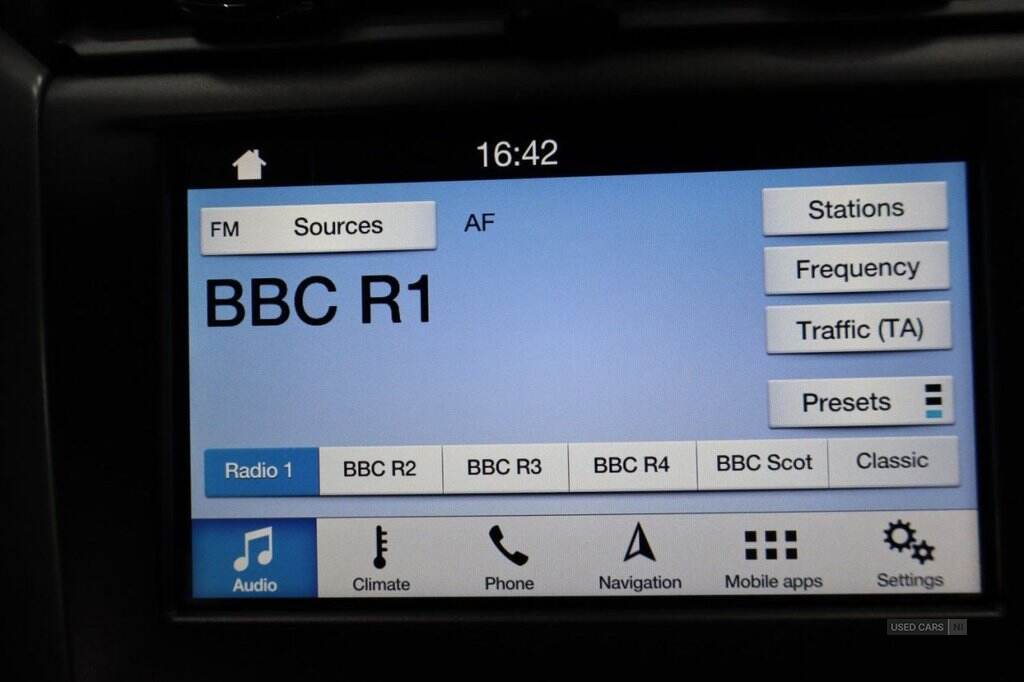 16:42
FM Sources AF
Stations
BBC R1
Frequency
Traffic (TA)
Presets
Radio 1 BBC R2 BBC R3 BBC R4 BBC Scot Classic
Audio Climate Phone Navigation Mobile apps Settings
USED CARS NI